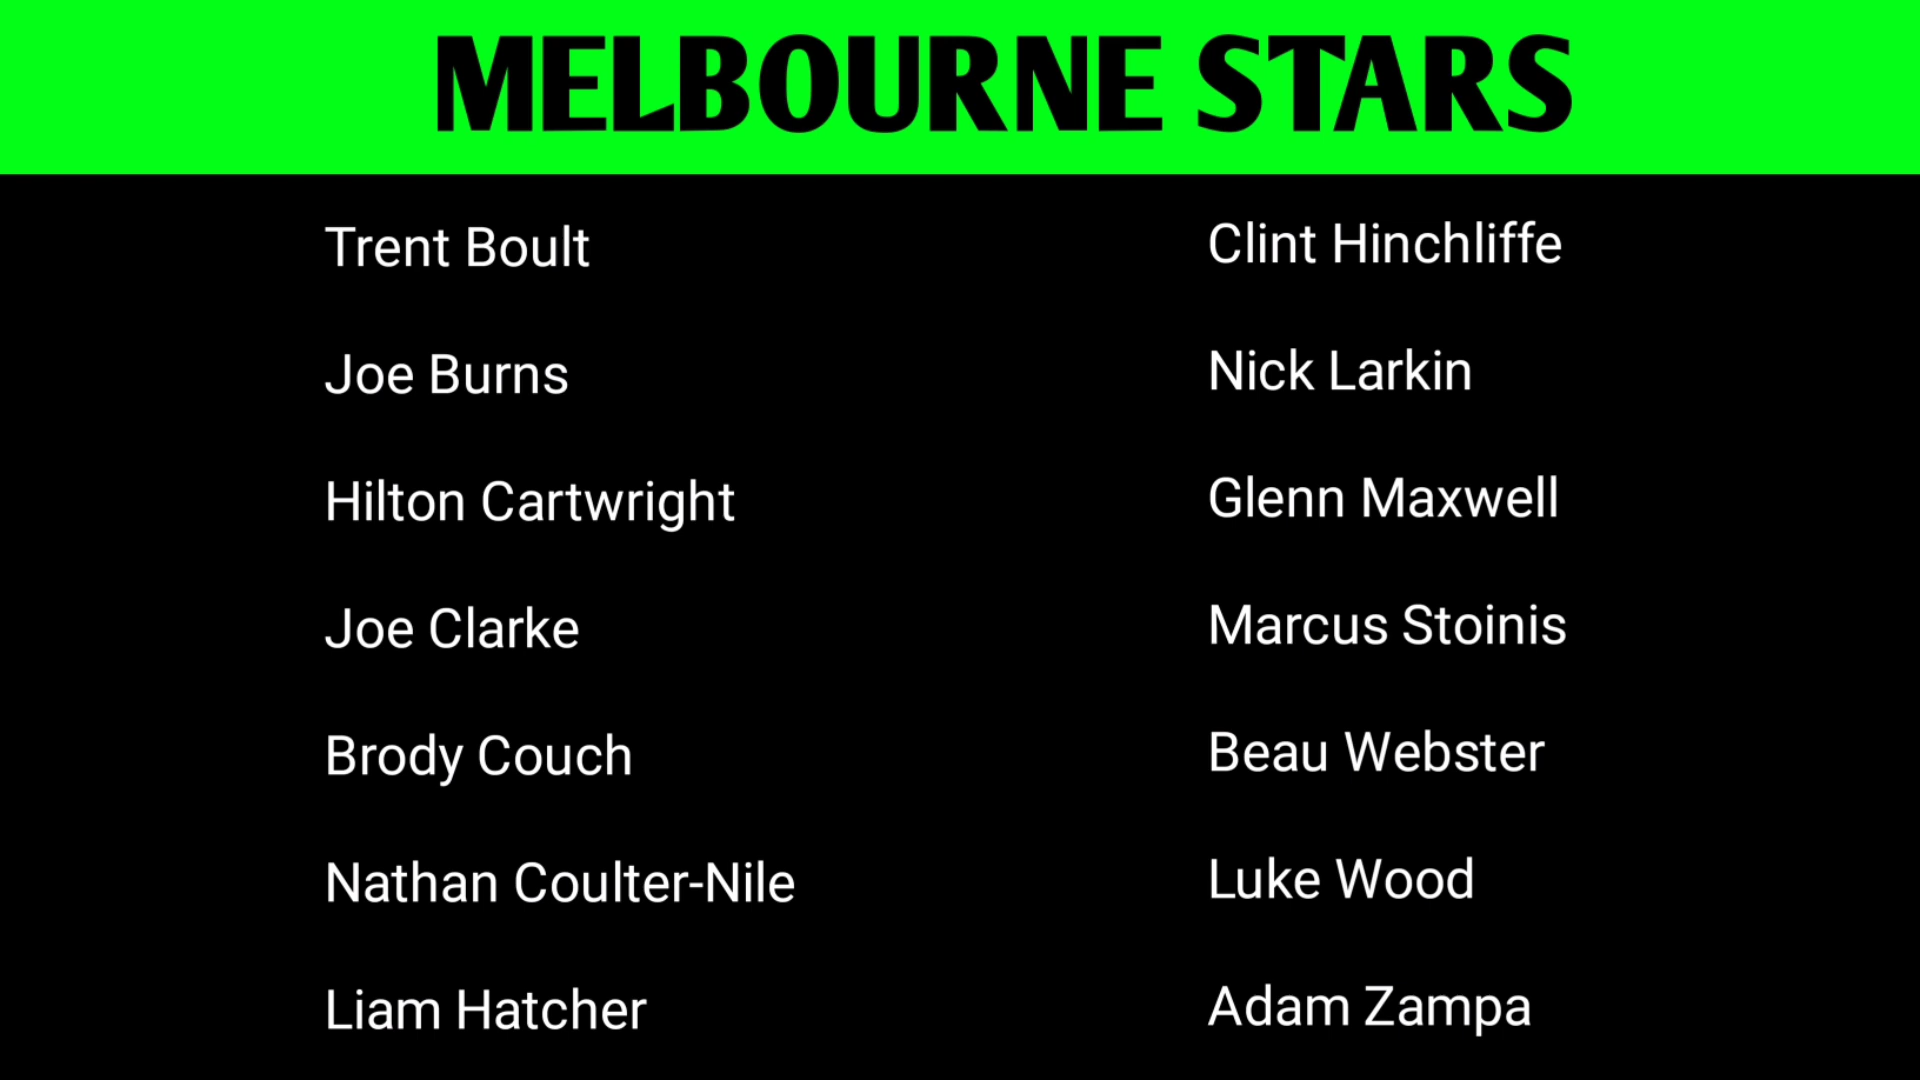 MELBOURNE STARS
Trent Boult
Joe Burns
Hilton Cartwright
Joe Clarke
Brody Couch
Nathan Coulter-Nile
Liam Hatcher
Clint Hinchliffe
Nick Larkin
Glenn Maxwell
Marcus Stoinis
Beau Webster
Luke Wood
Adam Zampa